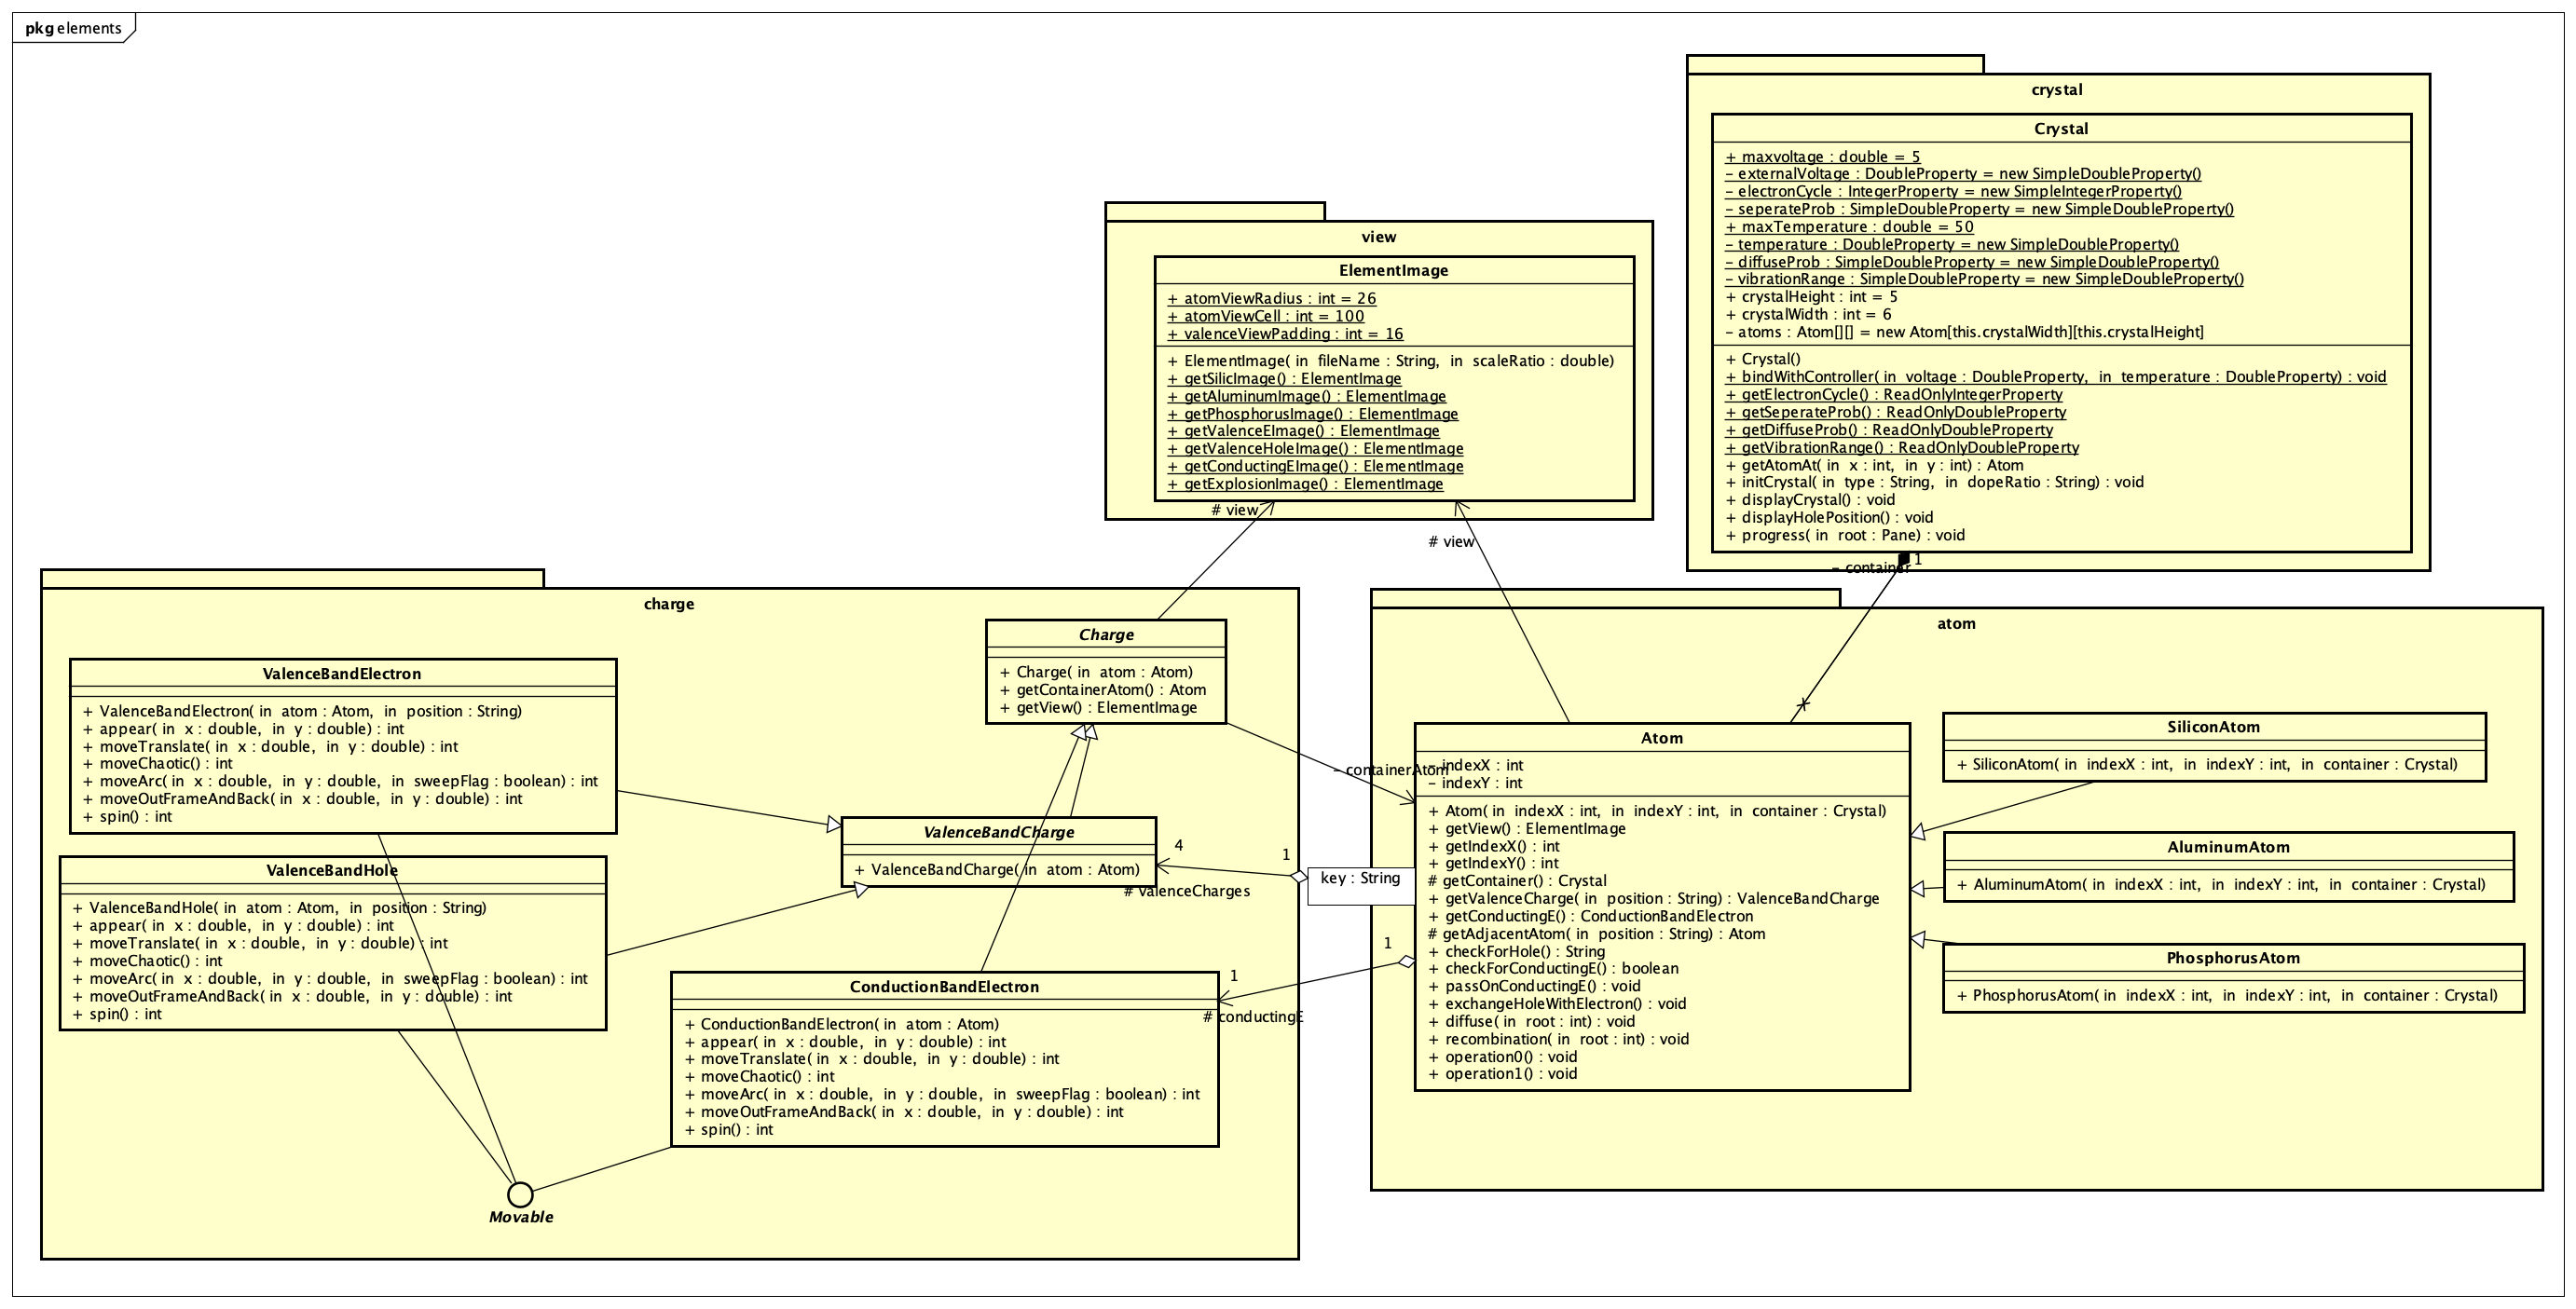 pkg elements
crystal
Crystal
+ maxvoltage : double = 5
- externalVoltage : DoubleProperty = new SimpleDoubleProperty()
- electronCycle : IntegerProperty = new SimpleIntegerProperty()
- seperateProb : SimpleDoubleProperty = new SimpleDoubleProperty()
+ maxTemperature : double = 50
- temperature : DoubleProperty = new SimpleDoubleProperty()
- diffuseProb : SimpleDoubleProperty = new SimpleDoubleProperty()
- vibrationRange : SimpleDoubleProperty = new SimpleDoubleProperty()
+ crystalHeight : int = 5
+ crystalWidth : int = 6
- atoms : Atom[][] = new Atom[this.crystalWidth][this.crystalHeight]
+ Crystal()
+ bindWithController( in voltage : DoubleProperty, in temperature : DoubleProperty) : void
+ getElectronCycle() : ReadOnlyIntegerProperty
+ getSeperateProb() : ReadOnlyDoubleProperty
+ getDiffuseProb() : ReadOnlyDoubleProperty
+ getVibrationRange() : ReadOnlyDoubleProperty
+ getAtomAt( in x : int, in y : int) : Atom
+ initCrystal( in type : String, in dopeRatio : String) : void
+ displayCrystal() : void
+ displayHolePosition() : void
+ progress( in root : Pane) : void
1
- container
view
ElementImage
+ atomViewRadius : int = 26
+ atomViewCell : int = 100
+ valenceViewPadding : int = 16
+ ElementImage( in fileName : String, in scaleRatio : double)
+ getSilicImage() : ElementImage
+ getAluminumImage() : ElementImage
+ getPhosphorusImage() : ElementImage
+ getValenceEImage() : ElementImage
+ getValenceHoleImage() : ElementImage
+ getConductingEImage() : ElementImage
+ getExplosionImage() : ElementImage
# view
# view
charge
Charge
+ Charge( in atom : Atom)
+ getContainerAtom() : Atom
+ getView() : ElementImage
- containerAtom
ValenceBandElectron
+ ValenceBandElectron( in atom : Atom, in position : String)
+ appear( in x : double, in y : double) : int
+ moveTranslate( in x : double, in y : double) : int
+ moveChaotic() : int
+ moveArc( in x : double, in y : double, in sweepFlag : boolean) : int
+ moveOutFrameAndBack( in x : double, in y : double) : int
+ spin() : int
ValenceBandCharge
+ ValenceBandCharge( in atom : Atom)
4
1
# valenceCharges
key : String
ValenceBandHole
+ ValenceBandHole( in atom : Atom, in position : String)
+ appear( in x : double, in y : double) : int
+ moveTranslate( in x : double, in y : double) : int
+ moveChaotic() : int
+ moveArc( in x : double, in y : double, in sweepFlag : boolean) : int
+ moveOutFrameAndBack( in x : double, in y : double) : int
+ spin() : int
ConductionBandElectron
+ ConductionBandElectron( in atom : Atom)
+ appear( in x : double, in y : double) : int
+ moveTranslate( in x : double, in y : double) : int
+ moveChaotic() : int
+ moveArc( in x : double, in y : double, in sweepFlag : boolean) : int
+ moveOutFrameAndBack( in x : double, in y : double) : int
+ spin() : int
1
1
# conductingE
Movable
atom
Atom
- indexX : int
- indexY : int
+ Atom( in indexX : int, in indexY : int, in container : Crystal)
+ getView() : ElementImage
+ getIndexX() : int
+ getIndexY() : int
# getContainer() : Crystal
+ getValenceCharge( in position : String) : ValenceBandCharge
+ getConductingE() : ConductionBandElectron
# getAdjacentAtom( in position : String) : Atom
+ checkForHole() : String
+ checkForConductingE() : boolean
+ passOnConductingE() : void
+ exchangeHoleWithElectron() : void
+ diffuse( in root : int) : void
+ recombination( in root : int) : void
+ operation0() : void
+ operation1() : void
SiliconAtom
+ SiliconAtom( in indexX : int, in indexY : int, in container : Crystal)
AluminumAtom
+ AluminumAtom( in indexX : int, in indexY : int, in container : Crystal)
PhosphorusAtom
+ PhosphorusAtom( in indexX : int, in indexY : int, in container : Crystal)